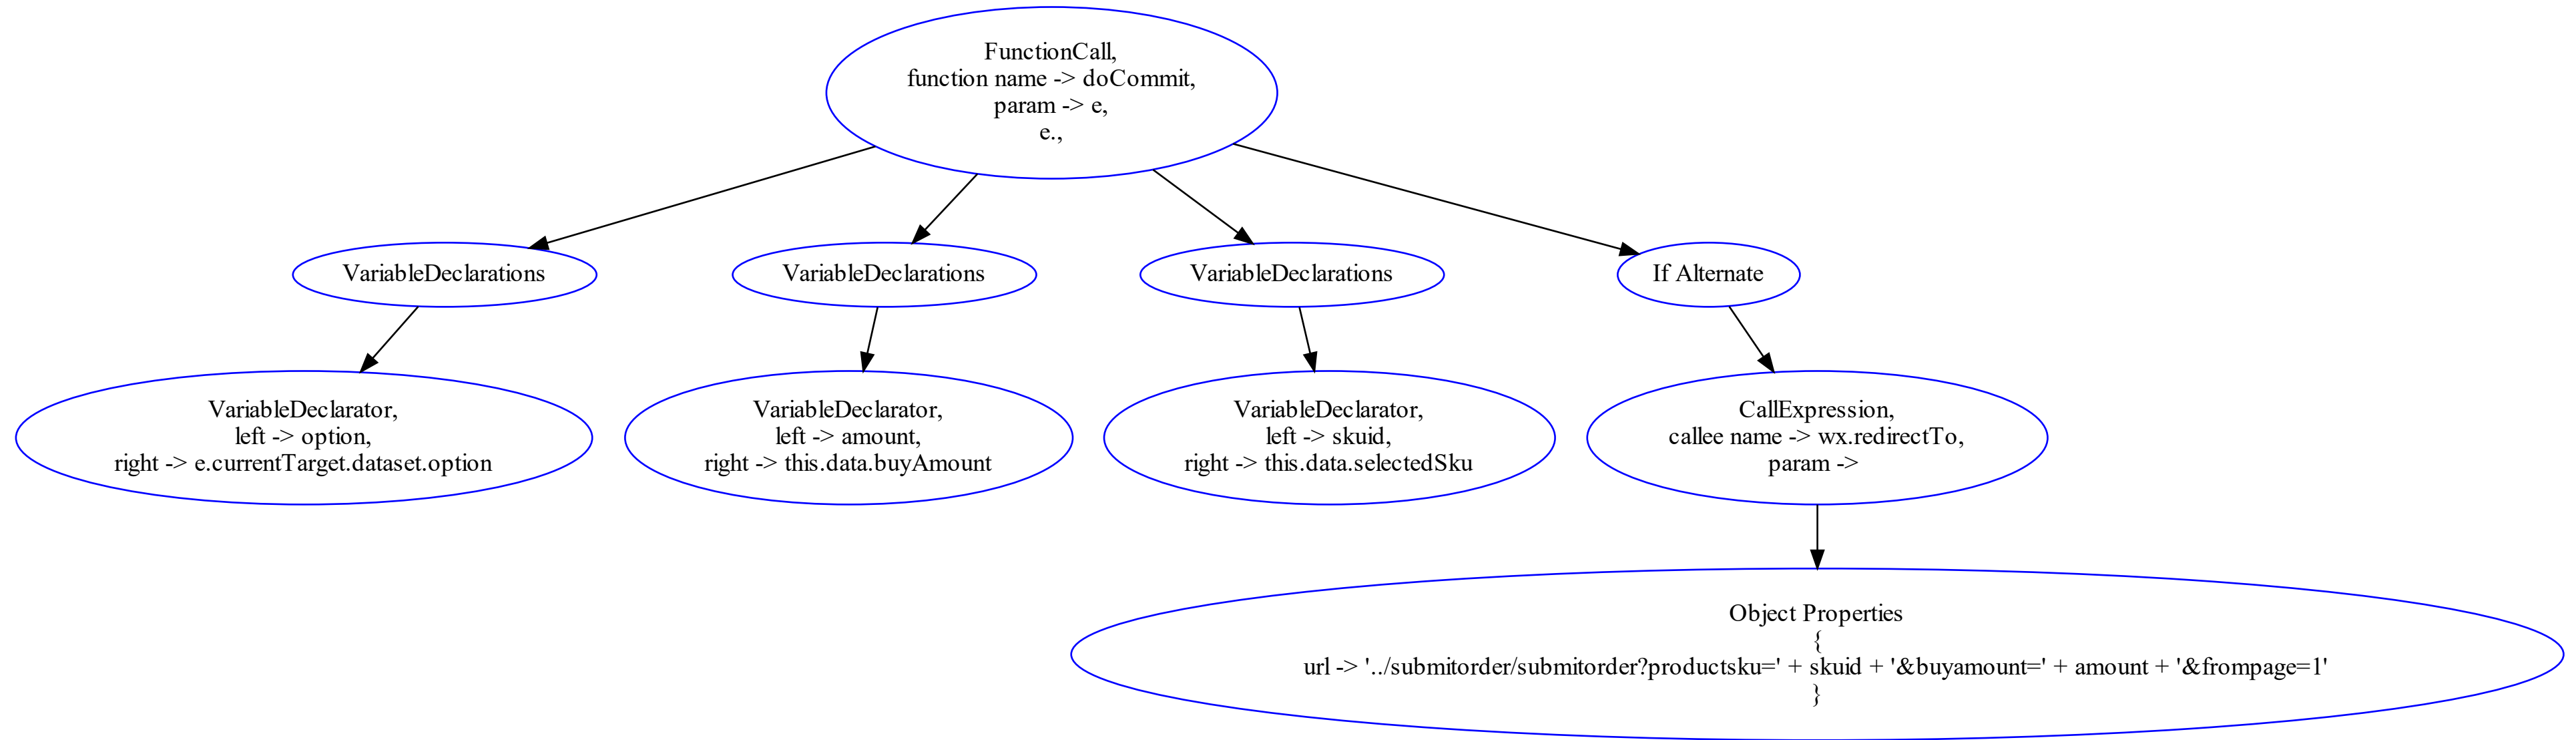 FunctionCall,
function name -> doCommit,
param -> e,
e.,
VariableDeclarations
VariableDeclarations
VariableDeclarations
If Alternate
VariableDeclarator,
left -> option,
right -> e.currentTarget.dataset.option
VariableDeclarator,
left -> amount,
right -> this.data.buyAmount
VariableDeclarator,
left -> skuid,
right -> this.data.selectedSku
CallExpression,
callee name -> wx.redirectTo,
param ->
Object Properties
{
url -> '../submitorder/submitorder?productsku=' + skuid + '&buyamount=' + amount + '&frompage=1'
}